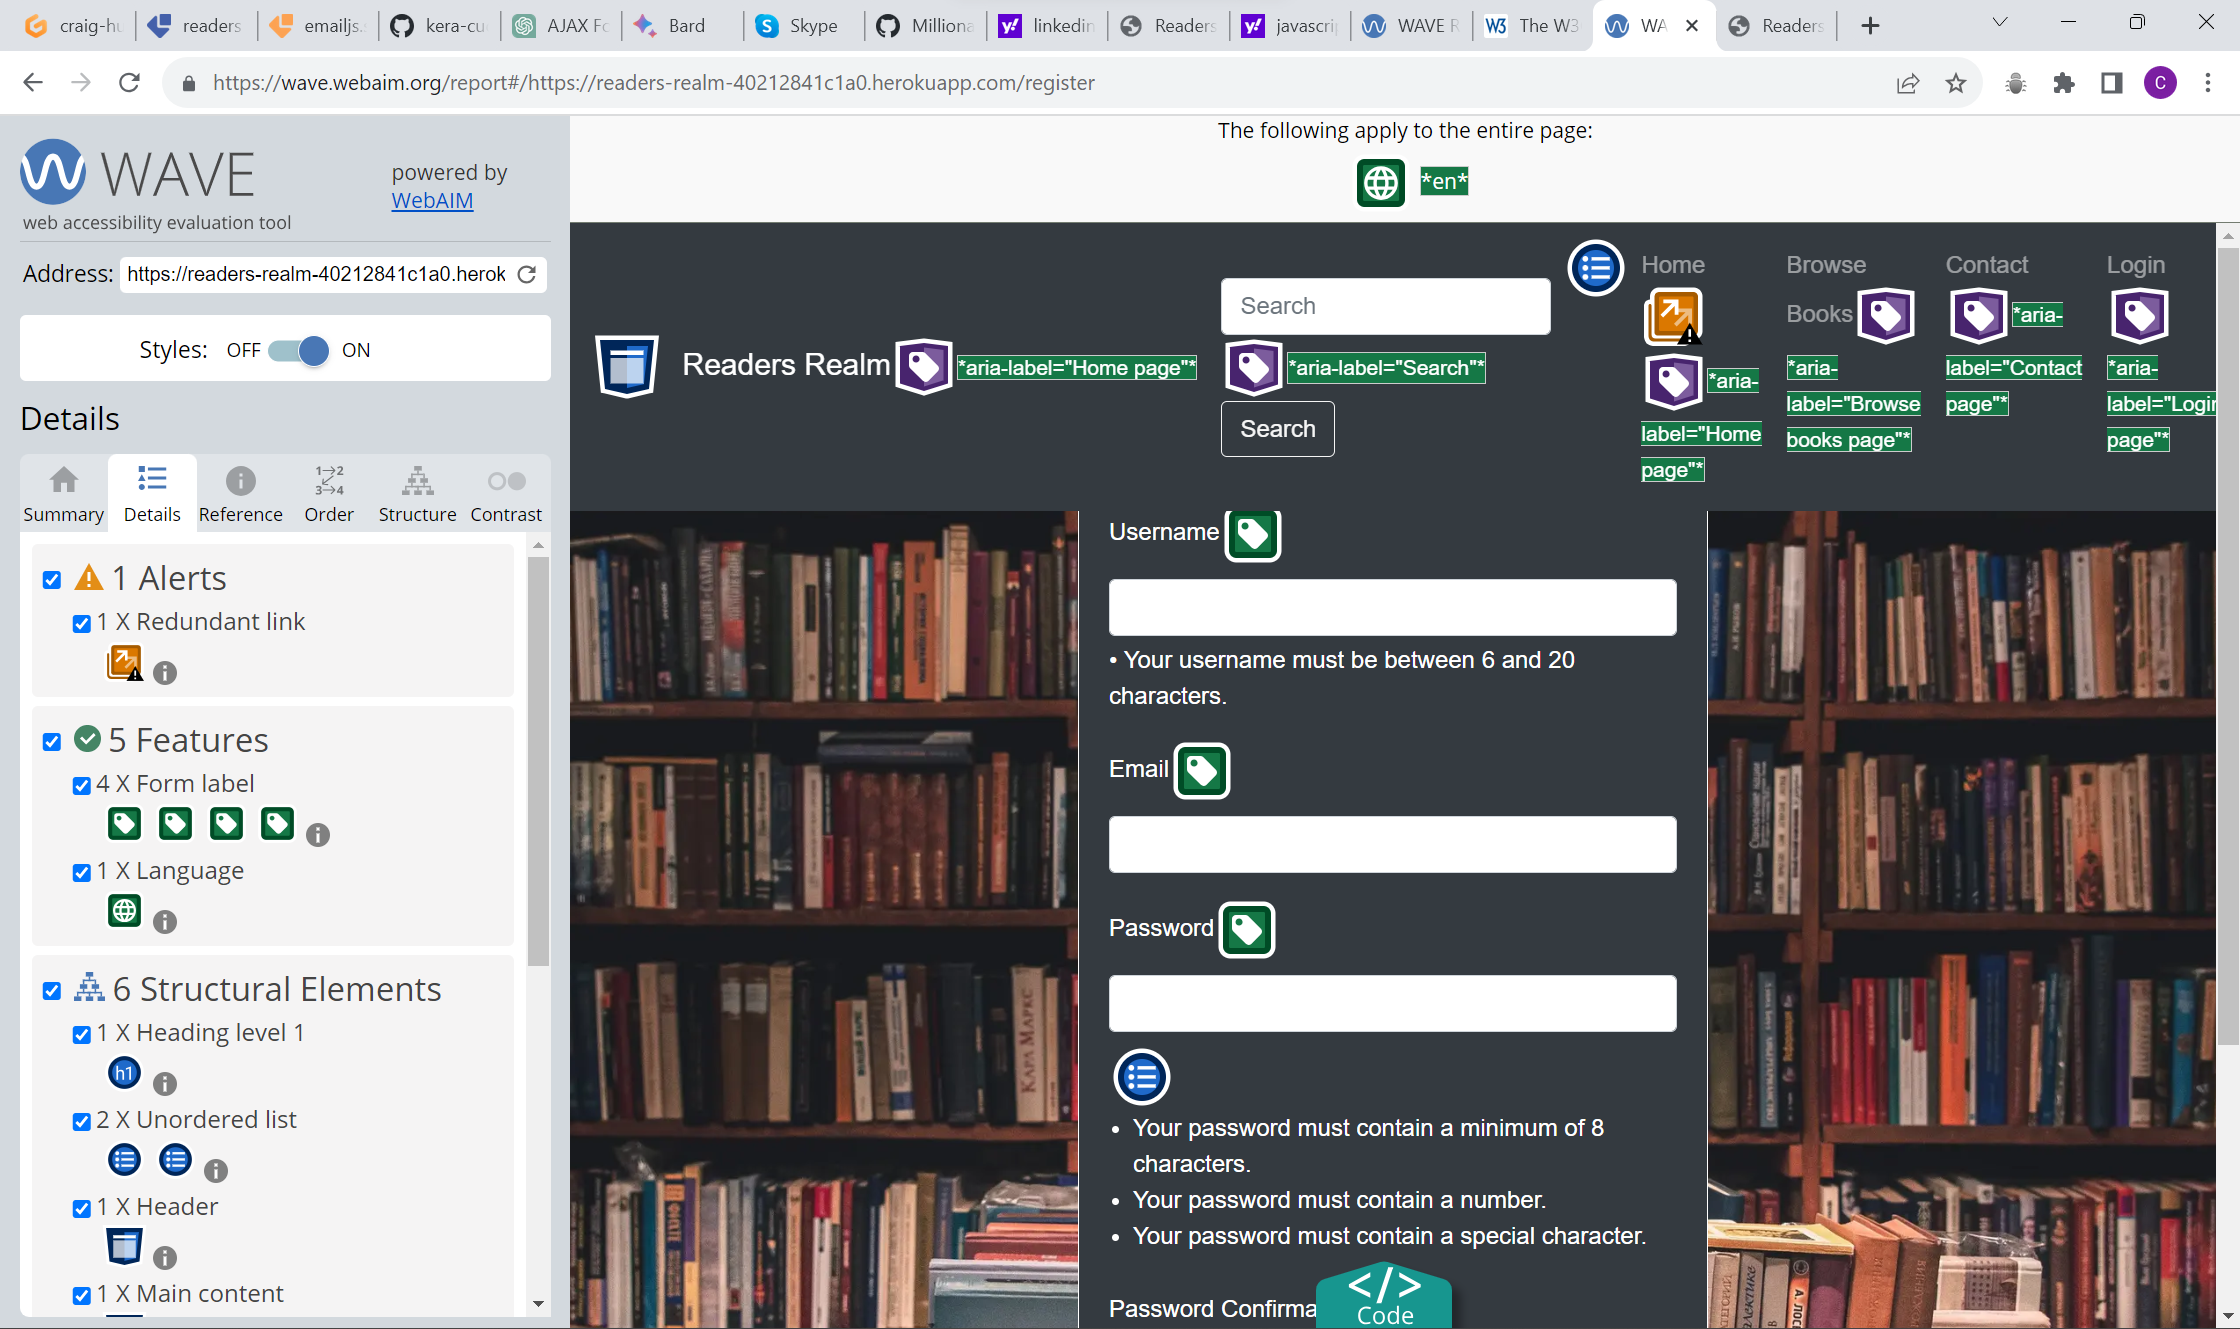 craig-hu
readers
emailjs.
kera-cu
AJAX Fo
Bard
Skype
Milliona
linkedin
Readers
javascri
WAVE R
The W3
WA
Readers
https://wave.webaim.org/report#/https://readers-realm-40212841c1a0.herokuapp.com/register
C
WAVE
web accessibility evaluation tool
powered by
WebAIM
Address: https://readers-realm-40212841c1a0.herok
Styles: OFF ON
Details
Summary
Details
Reference
Order
Structure
Contrast
1 Alerts
1 X Redundant link
5 Features
4 X Form label
1 X Language
6 Structural Elements
1 X Heading level 1
h1
2 X Unordered list
1 X Header
1 X Main content
The following apply to the entire page:
*en*
Readers Realm *aria-label="Home page"*
Search
*aria-label="Search"*
Search
Home
*aria-
label="Home
page"*
Browse
Books
*aria-
label="Browse
books page"*
Contact
*aria-
label="Contact
page"*
Login
*aria-
label="Login
page"*
Username
• Your username must be between 6 and 20
characters.
Email
Password
• Your password must contain a minimum of 8
characters.
• Your password must contain a number.
• Your password must contain a special character.
Password Confirma
</>
Code
КАРЛ МАРКС